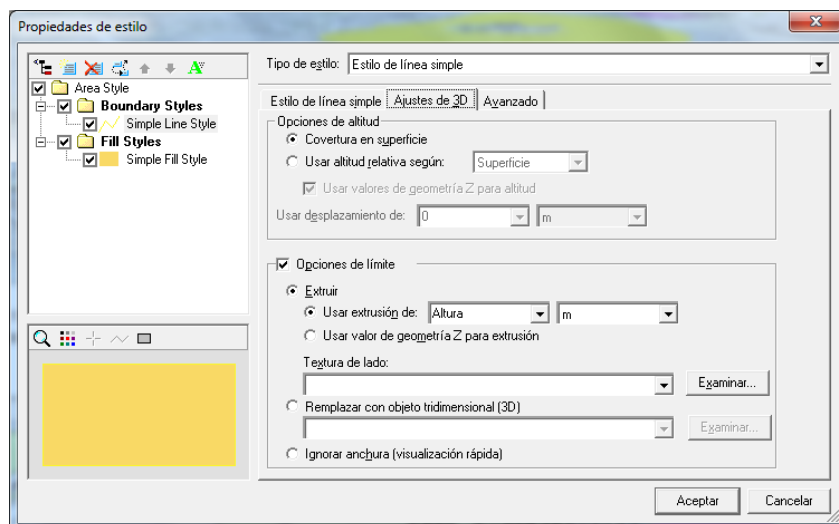 Propiedades de estilo
Area Style
Boundary Styles
Simple Line Style
Fill Styles
Simple Fill Style
Tipo de estilo: Estilo de línea simple
Estilo de línea simple Ajustes de 3D Avanzado
Opciones de altitud
Covertura en superficie
Usar altitud relativa según: Superficie
Usar valores de geometría Z para altitud
Usar desplazamiento de: 0 m
Opciones de límite
Extruir
Usar extrusión de: Altura m
Usar valor de geometría Z para extrusión
Textura de lado:
Examinar...
Remplazar con objeto tridimensional (3D)
Examinar...
Ignorar anchura (visualización rápida)
Aceptar Cancelar